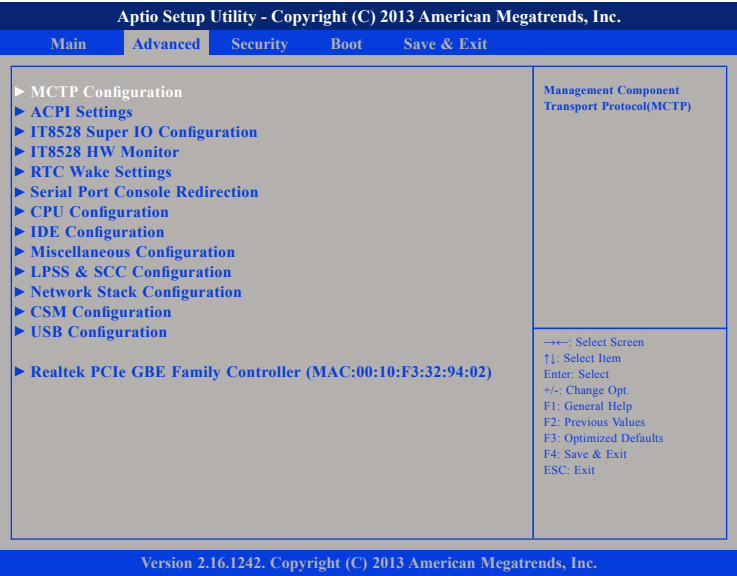 Aptio Setup Utility - Copyright (C) 2013 American Megatrends, Inc.
Main Advanced Security Boot Save & Exit
► MCTP Configuration
► ACPI Settings
► IT8528 Super IO Configuration
► IT8528 HW Monitor
► RTC Wake Settings
► Serial Port Console Redirection
► CPU Configuration
► IDE Configuration
► Miscellaneous Configuration
► LPSS & SCC Configuration
► Network Stack Configuration
► CSM Configuration
► USB Configuration
► Realtek PCIe GBE Family Controller (MAC:00:10:F3:32:94:02)
Management Component
Transport Protocol(MCTP)
→←: Select Screen
↑↓: Select Item
Enter: Select
+/-: Change Opt.
F1: General Help
F2: Previous Values
F3: Optimized Defaults
F4: Save & Exit
ESC: Exit
Version 2.16.1242. Copyright (C) 2013 American Megatrends, Inc.